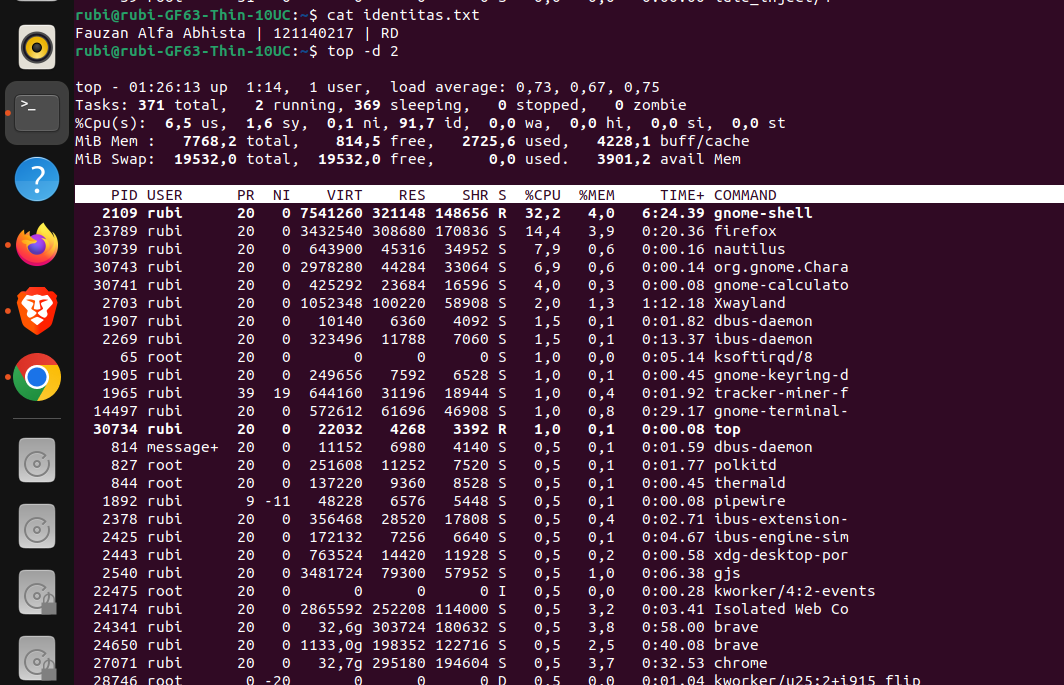 rubi@rubi-GF63-Thin-10UC:~$ cat identitas.txt
Fauzan Alfa Abhista | 121140217 | RD
rubi@rubi-GF63-Thin-10UC:~$ top -d 2
top - 01:26:13 up  1:14,  1 user,  load average: 0,73, 0,67, 0,75
Tasks: 371 total,   2 running, 369 sleeping,   0 stopped,   0 zombie
%Cpu(s):  6,5 us,  1,6 sy,  0,1 ni, 91,7 id,  0,0 wa,  0,0 hi,  0,0 si,  0,0 st
MiB Mem :   7768,2 total,    814,5 free,   2725,6 used,   4228,1 buff/cache
MiB Swap:  19532,0 total,  19532,0 free,      0,0 used.   3901,2 avail Mem
PID USER      PR  NI    VIRT    RES    SHR S  %CPU  %MEM     TIME+ COMMAND
2109 rubi      20   0 7541260 321148 148656 R  32,2   4,0   6:24.39 gnome-shell
23789 rubi      20   0 3432540 308680 170836 S  14,4   3,9   0:20.36 firefox
30739 rubi      20   0  643900  45316  34952 S   7,9   0,6   0:00.16 nautilus
30743 rubi      20   0 2978280  44284  33064 S   6,9   0,6   0:00.14 org.gnome.Chara
30741 rubi      20   0  425292  23684  16596 S   4,0   0,3   0:00.08 gnome-calculato
2703 rubi      20   0 1052348 100220  58908 S   2,0   1,3   1:12.18 Xwayland
1907 rubi      20   0   10140   6360   4092 S   1,5   0,1   0:01.82 dbus-daemon
2269 rubi      20   0  323496  11788   7060 S   1,5   0,1   0:13.37 ibus-daemon
65 root      20   0       0      0      0 S   1,0   0,0   0:05.14 ksoftirqd/8
1905 rubi      20   0  249656   7592   6528 S   1,0   0,1   0:00.45 gnome-keyring-d
1965 rubi      39  19  644160  31196  18944 S   1,0   0,4   0:01.92 tracker-miner-f
14497 rubi      20   0  572612  61696  46908 S   1,0   0,8   0:29.17 gnome-terminal-
30734 rubi      20   0   22032   4268   3392 R   1,0   0,1   0:00.08 top
814 message+  20   0   11152   6980   4140 S   0,5   0,1   0:01.59 dbus-daemon
827 root      20   0  251608  11252   7520 S   0,5   0,1   0:01.77 polkitd
844 root      20   0  137220   9360   8528 S   0,5   0,1   0:00.45 thermald
1892 rubi       9 -11   48228   6576   5448 S   0,5   0,1   0:00.08 pipewire
2378 rubi      20   0  356468  28520  17808 S   0,5   0,4   0:02.71 ibus-extension-
2425 rubi      20   0  172132   7256   6640 S   0,5   0,1   0:04.67 ibus-engine-sim
2443 rubi      20   0  763524  14420  11928 S   0,5   0,2   0:00.58 xdg-desktop-por
2540 rubi      20   0 3481724  79300  57952 S   0,5   1,0   0:06.38 gjs
22475 root      20   0       0      0      0 I   0,5   0,0   0:00.28 kworker/4:2-events
24174 rubi      20   0 2865592 252208 114000 S   0,5   3,2   0:03.41 Isolated Web Co
24341 rubi      20   0   32,6g 303724 180632 S   0,5   3,8   0:58.00 brave
24650 rubi      20   0 1133,0g 198352 122716 S   0,5   2,5   0:40.08 brave
27071 rubi      20   0   32,7g 295180 194604 S   0,5   3,7   0:32.53 chrome
28746 root       0 -20       0      0      0 D   0,5   0,0   0:01.04 kworker/u25:2+i915_flip